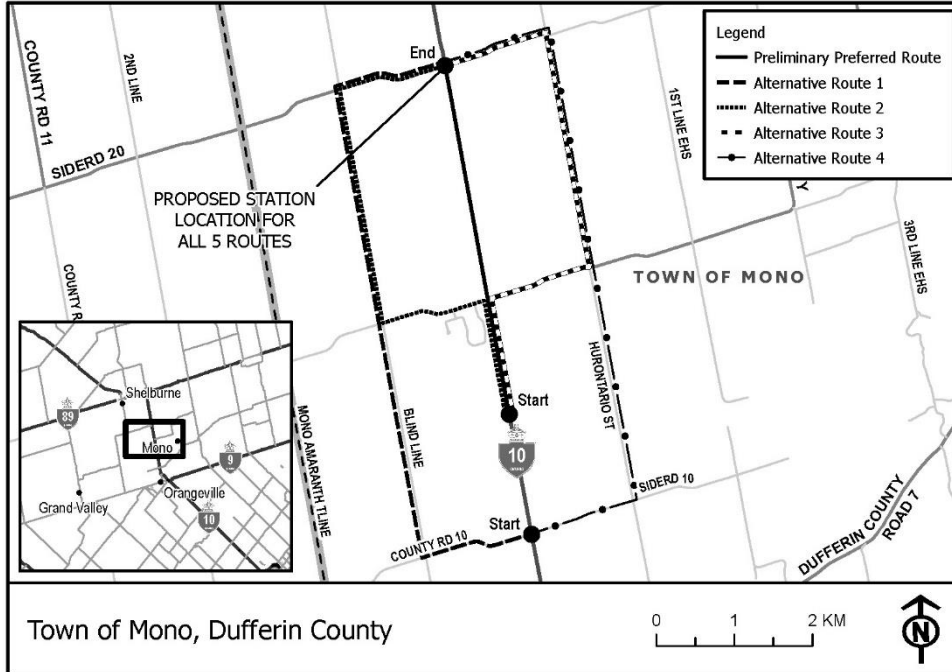 COUNTY RD 11
2ND LINE
End
Legend
Preliminary Preferred Route
Alternative Route 1
Alternative Route 2
Alternative Route 3
Alternative Route 4
1ST LINE EHS
SIDERD 20
PROPOSED STATION
LOCATION FOR
ALL 5 ROUTES
3RD LINE EHS
TOWN OF MONO
COUNTY R
HURONTARIO ST
Start
10
BLIND LINE
MONO AMARANTH TLINE
SIDERD 10
Start
COUNTY RD 10
DUFFERIN COUNTY
ROAD 7
Shelburne
89
Mono
9
Orangeville
Grand Valley
10
Town of Mono, Dufferin County
0 1 2 KM
N